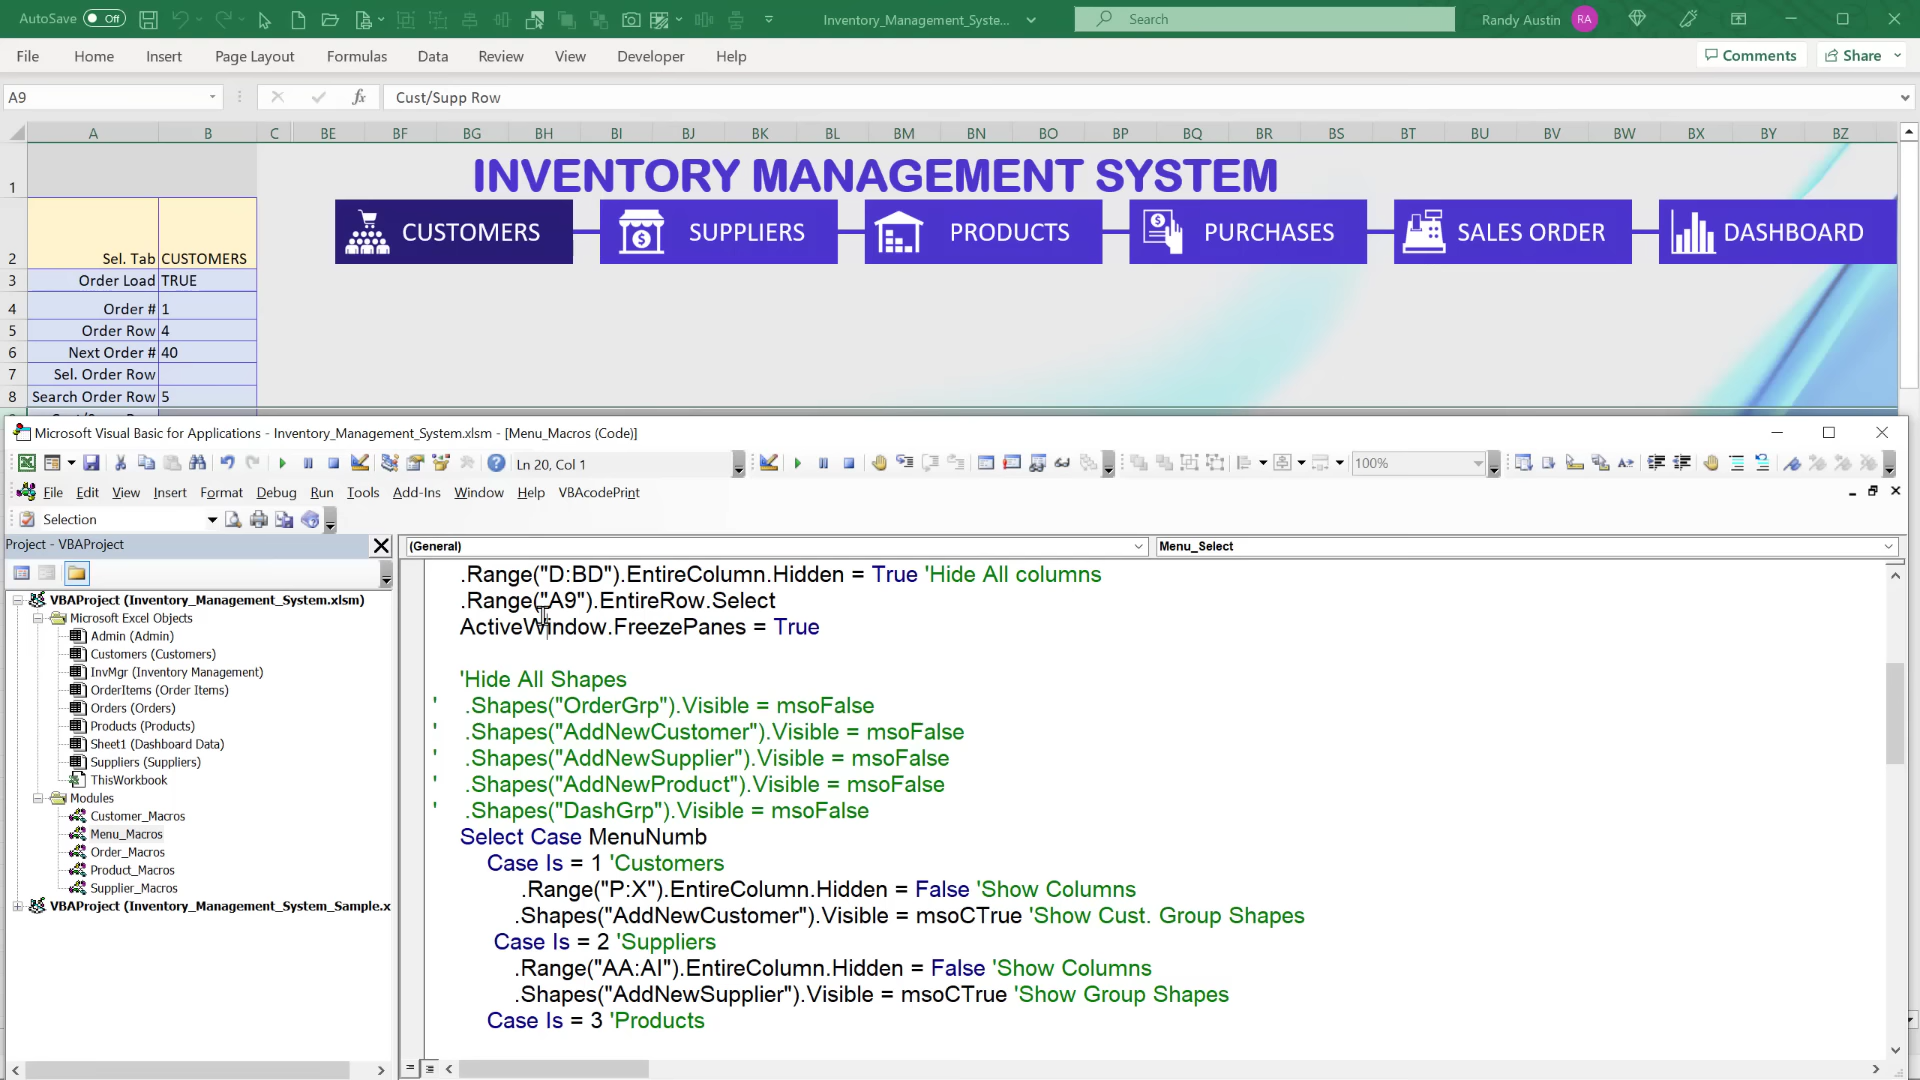 AutoSave Off Inventory_Management_Syste... Search Randy Austin RA
File Home Insert Page Layout Formulas Data Review View Developer Help Comments Share
A9 fx Cust/Supp Row
A B C BE BF BG BH BI BJ BK BL BM BN BO BP BQ BR BS BT BU BV BW BX BY BZ
1 INVENTORY MANAGEMENT SYSTEM
CUSTOMERS SUPPLIERS PRODUCTS PURCHASES SALES ORDER DASHBOARD
2 Sel. Tab CUSTOMERS
3 Order Load TRUE
4 Order # 1
5 Order Row 4
6 Next Order # 40
7 Sel. Order Row
8 Search Order Row 5
Microsoft Visual Basic for Applications - Inventory_Management_System.xlsm - [Menu_Macros (Code)]
Ln 20, Col 1 100%
File Edit View Insert Format Debug Run Tools Add-Ins Window Help VBAcodePrint
Selection
Project - VBAProject
(General) Menu_Select
VBAProject (Inventory_Management_System.xlsm)
Microsoft Excel Objects
Admin (Admin)
Customers (Customers)
InvMgr (Inventory Management)
OrderItems (Order Items)
Orders (Orders)
Products (Products)
Sheet1 (Dashboard Data)
Suppliers (Suppliers)
ThisWorkbook
Modules
Customer_Macros
Menu_Macros
Order_Macros
Product_Macros
Supplier_Macros
VBAProject (Inventory_Management_System_Sample.x
.Range("D:BD").EntireColumn.Hidden = True 'Hide All columns
.Range("A9").EntireRow.Select
ActiveWindow.FreezePanes = True
'Hide All Shapes
' .Shapes("OrderGrp").Visible = msoFalse
' .Shapes("AddNewCustomer").Visible = msoFalse
' .Shapes("AddNewSupplier").Visible = msoFalse
' .Shapes("AddNewProduct").Visible = msoFalse
' .Shapes("DashGrp").Visible = msoFalse
Select Case MenuNumb
Case Is = 1 'Customers
.Range("P:X").EntireColumn.Hidden = False 'Show Columns
.Shapes("AddNewCustomer").Visible = msoCTrue 'Show Cust. Group Shapes
Case Is = 2 'Suppliers
.Range("AA:AI").EntireColumn.Hidden = False 'Show Columns
.Shapes("AddNewSupplier").Visible = msoCTrue 'Show Group Shapes
Case Is = 3 'Products